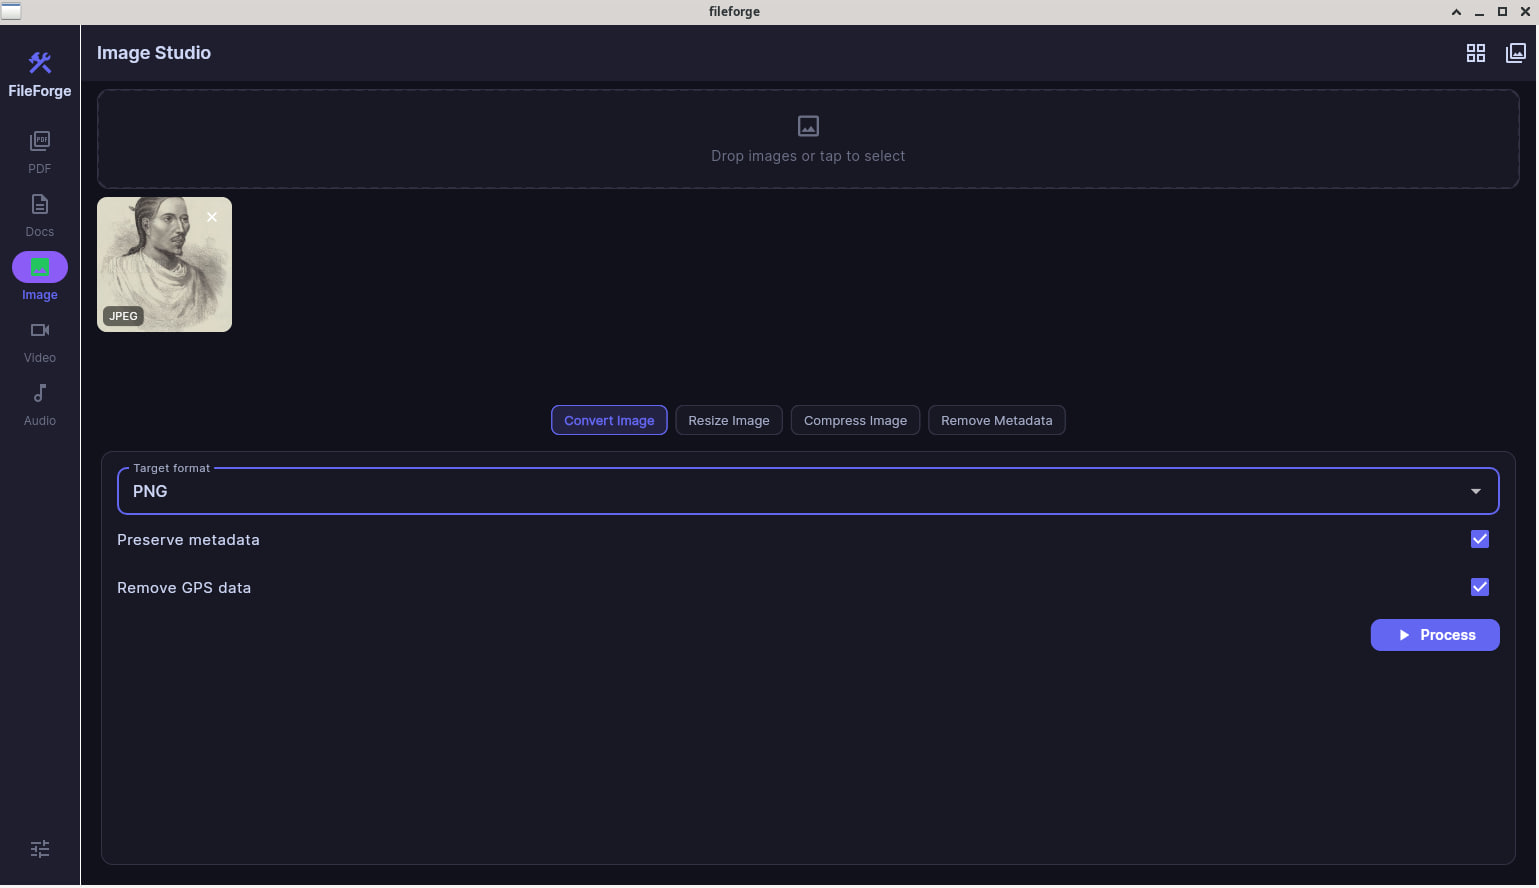 fileforge
FileForge
PDF
PDF
Docs
Image
Video
Audio
Image Studio
Drop images or tap to select
JPEG
Convert Image
Resize Image
Compress Image
Remove Metadata
Target format
PNG
Preserve metadata
Remove GPS data
Process